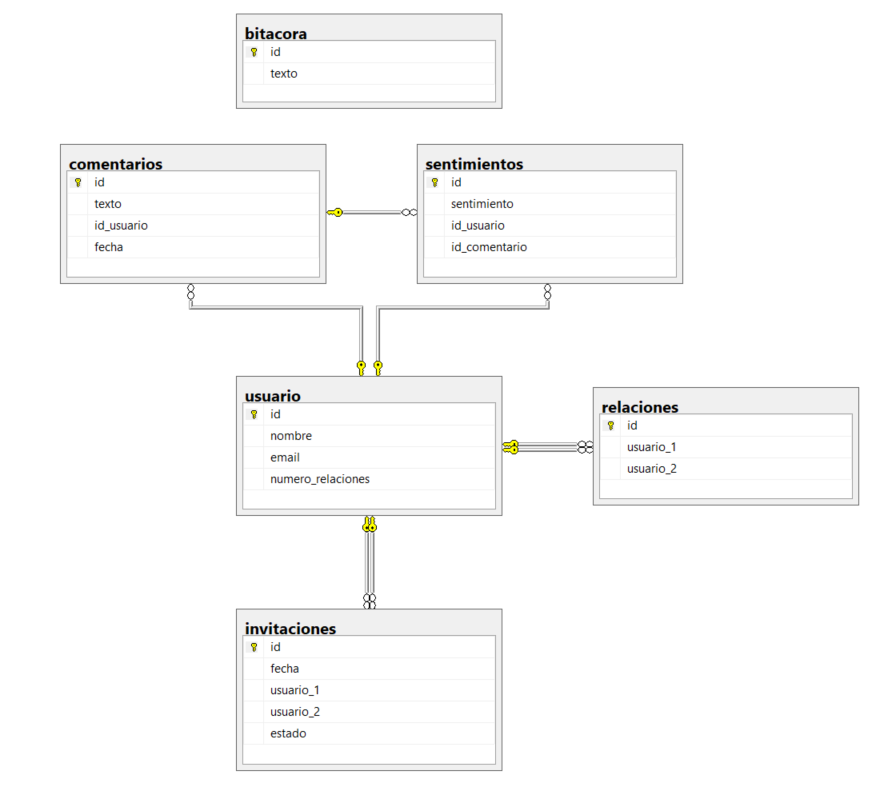 bitacora
id
texto
comentarios
id
texto
id_usuario
fecha
sentimientos
id
sentimiento
id_usuario
id_comentario
usuario
id
nombre
email
numero_relaciones
relaciones
id
usuario_1
usuario_2
invitaciones
id
fecha
usuario_1
usuario_2
estado